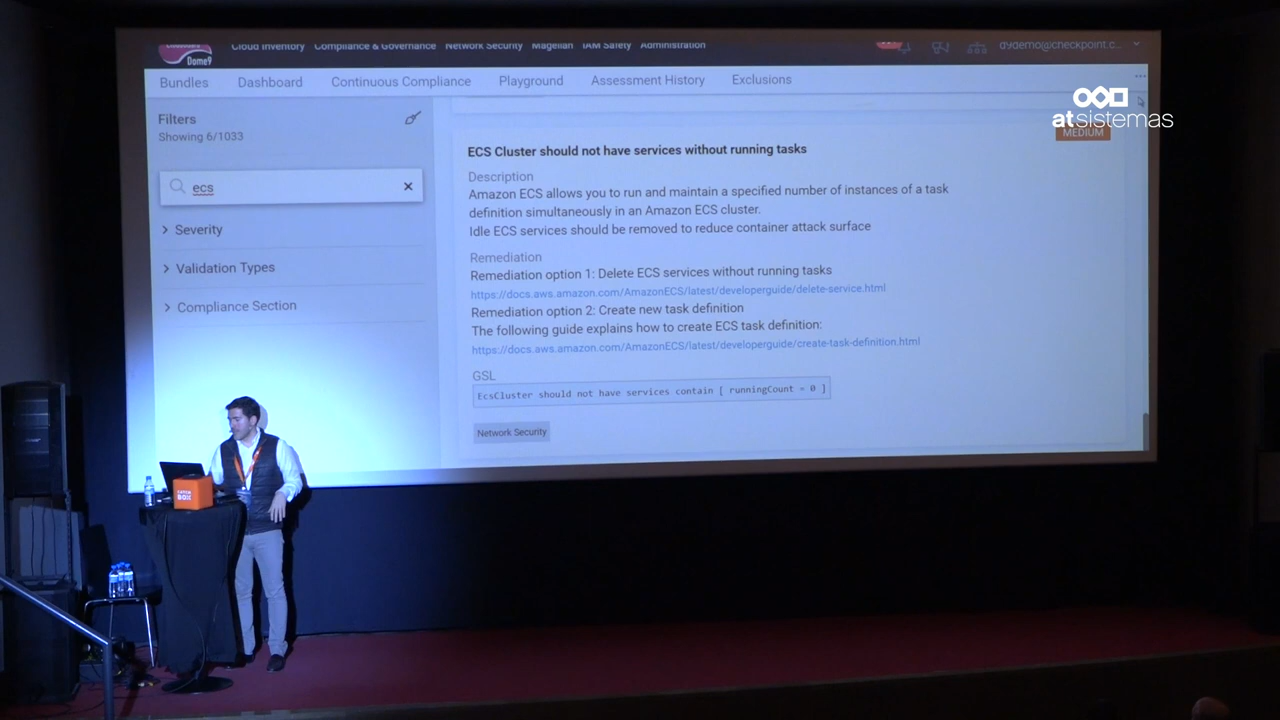 Dome9
Cloud Inventory Compliance & Governance Network Security Magellan IAM Safety Administration
d9demo@checkpoint.c...
Bundles Dashboard Continuous Compliance Playground Assessment History Exclusions
atsistemas
MEDIUM
Filters
Showing 6/1033
ecs
Severity
Validation Types
Compliance Section
ECS Cluster should not have services without running tasks
Description
Amazon ECS allows you to run and maintain a specified number of instances of a task
definition simultaneously in an Amazon ECS cluster.
Idle ECS services should be removed to reduce container attack surface
Remediation
Remediation option 1: Delete ECS services without running tasks
https://docs.aws.amazon.com/AmazonECS/latest/developerguide/delete-service.html
Remediation option 2: Create new task definition
The following guide explains how to create ECS task definition:
https://docs.aws.amazon.com/AmazonECS/latest/developerguide/create-task-definition.html
GSL
EcsCluster should not have services contain [ runningCount = 0 ]
Network Security
CATCH
BOX